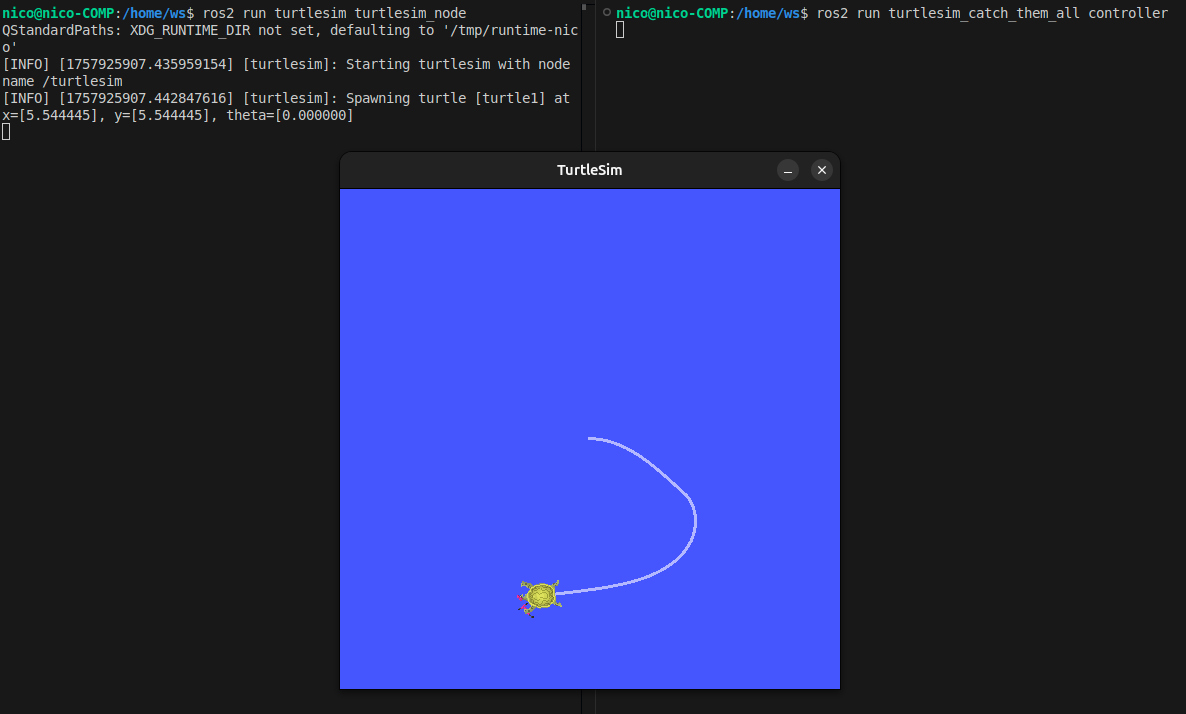 nico@nico-COMP:/home/ws$ ros2 run turtlesim turtlesim_node
QStandardPaths: XDG_RUNTIME_DIR not set, defaulting to '/tmp/runtime-nic
o'
[INFO] [1757925907.435959154] [turtlesim]: Starting turtlesim with node
name /turtlesim
[INFO] [1757925907.442847616] [turtlesim]: Spawning turtle [turtle1] at
x=[5.544445], y=[5.544445], theta=[0.000000]
nico@nico-COMP:/home/ws$ ros2 run turtlesim_catch_them_all controller
TurtleSim